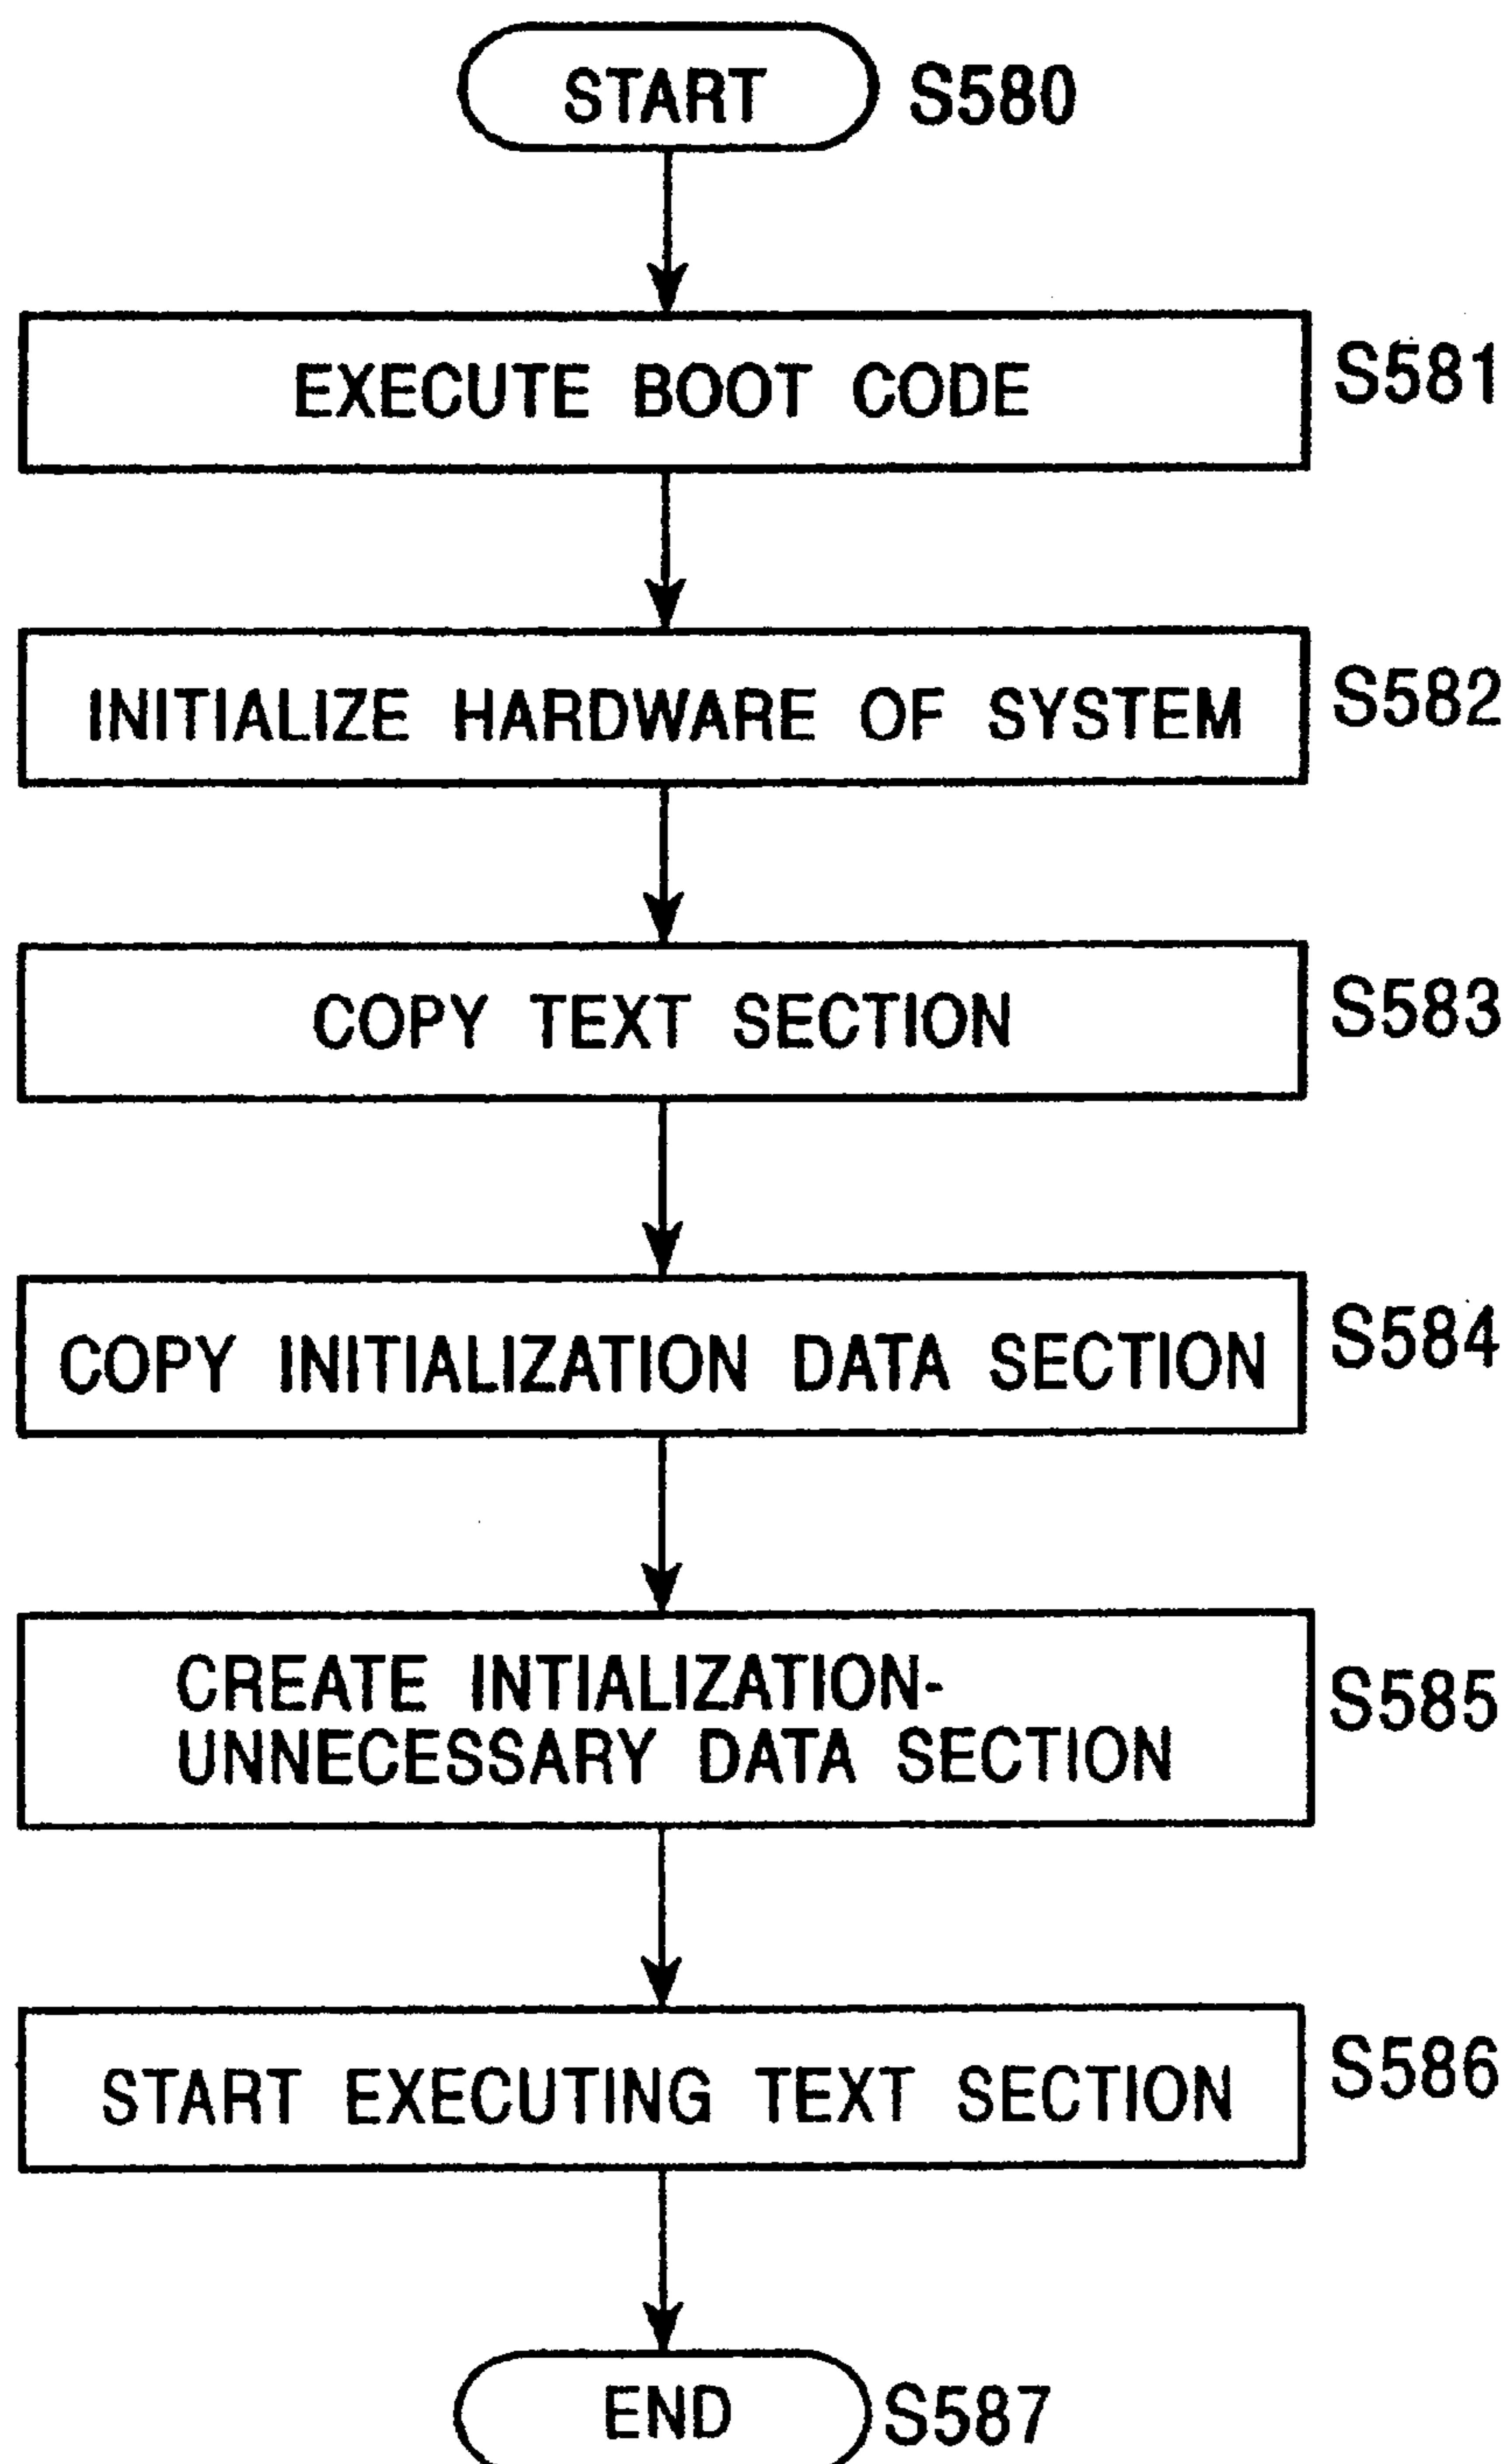 START S580
EXECUTE BOOT CODE S581
INITIALIZE HARDWARE OF SYSTEM S582
COPY TEXT SECTION S583
COPY INITIALIZATION DATA SECTION S584
CREATE INTIALIZATION-
UNNECESSARY DATA SECTION S585
START EXECUTING TEXT SECTION S586
END S587